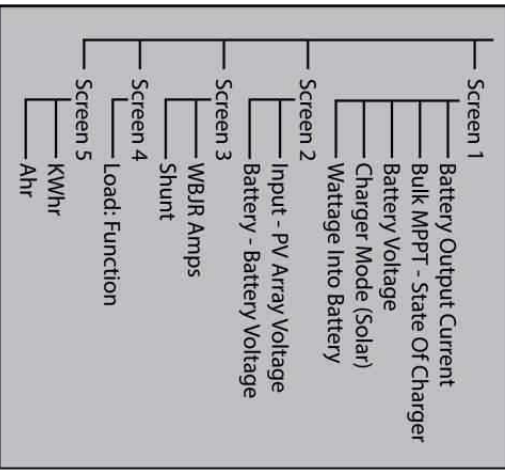 Screen 1
Battery Output Current
Bulk MPPT - State Of Charger
Battery Voltage
Charger Mode (Solar)
Wattage Into Battery
Screen 2
Input - PV Array Voltage
Battery - Battery Voltage
Screen 3
WBJR Amps
Shunt
Screen 4
Load: Function
Screen 5
KWhr
Ahr